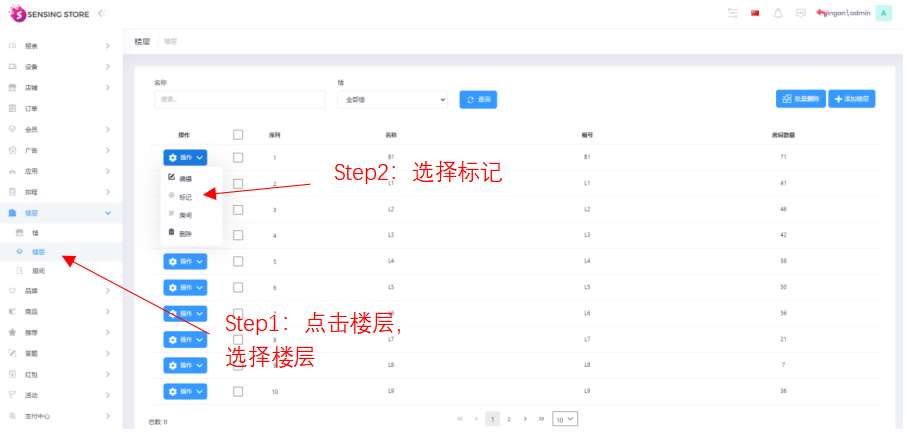 SENSING STORE
jingan\admin
A
报表
设备
店铺
订单
会员
广告
应用
排程
楼层
楼
楼层
房间
品牌
商品
推荐
答题
红包
活动
支付中心
楼层 楼层
名称 楼
搜索... 全部楼 查询 批量删除 添加楼层
操作 序列 名称 编号 房间数量
操作 1 B1 B1 71
编辑
标记
房间
删除
2 L1 L1 41
3 L2 L2 46
4 L3 L3 42
操作 5 L4 L4 58
操作 6 L5 L5 50
操作 7 L6 L6 56
操作 8 L7 L7 21
操作 9 L8 L8 7
操作 10 L9 L9 36
Step2：选择标记
Step1：点击楼层，
选择楼层
1 2 10